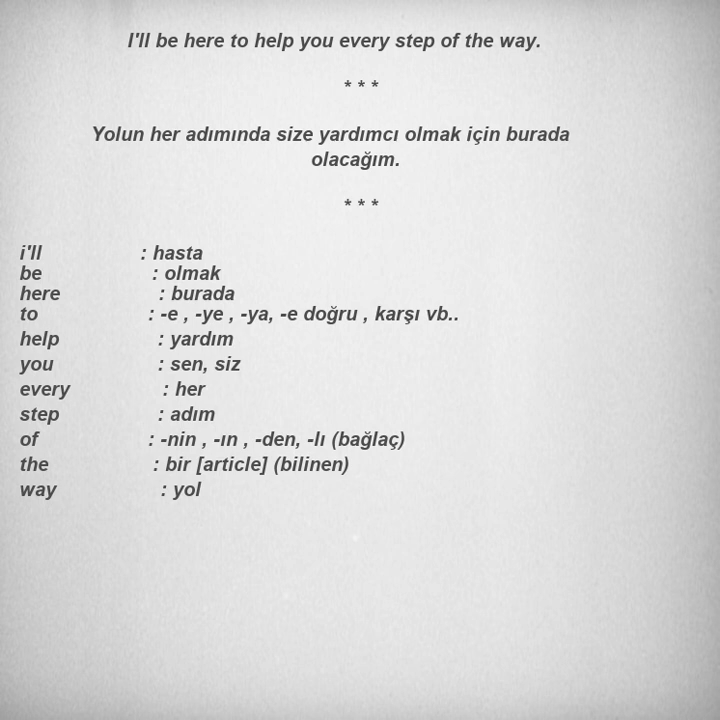 I'll be here to help you every step of the way.
* * *
Yolun her adımında size yardımcı olmak için burada
olacağım.
* * *
i'll : hasta
be : olmak
here : burada
to : -e , -ye , -ya, -e doğru , karşı vb..
help : yardım
you : sen, siz
every : her
step : adım
of : -nin , -ın , -den, -lı (bağlaç)
the : bir [article] (bilinen)
way : yol